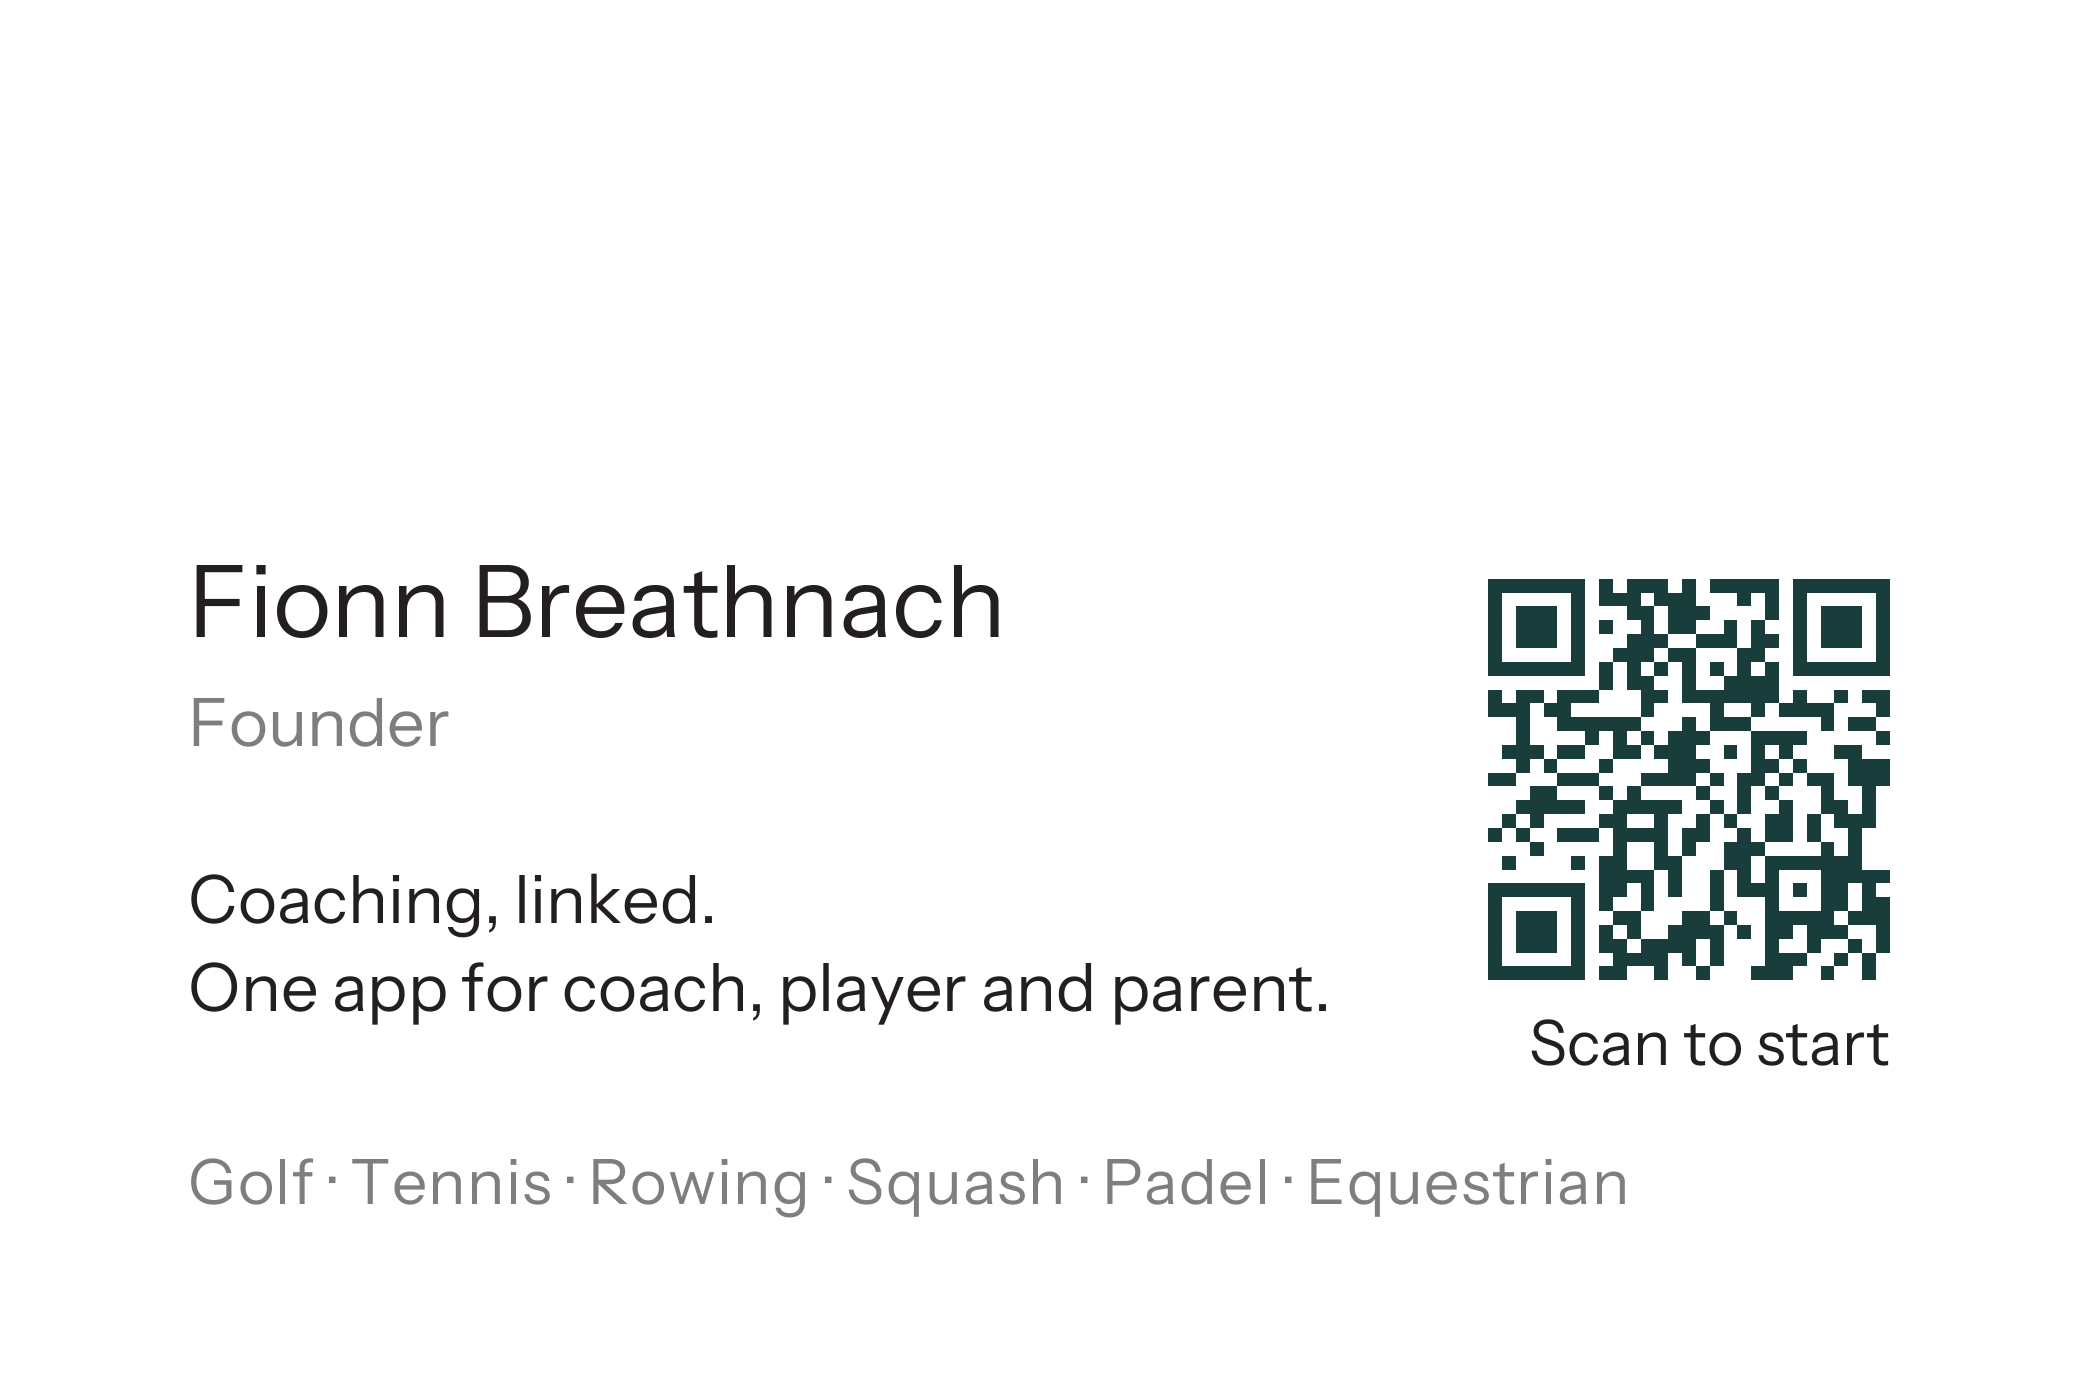 Fionn Breathnach
Founder
Coaching, linked.
One app for coach, player and parent.
Scan to start
Golf · Tennis · Rowing · Squash · Padel · Equestrian